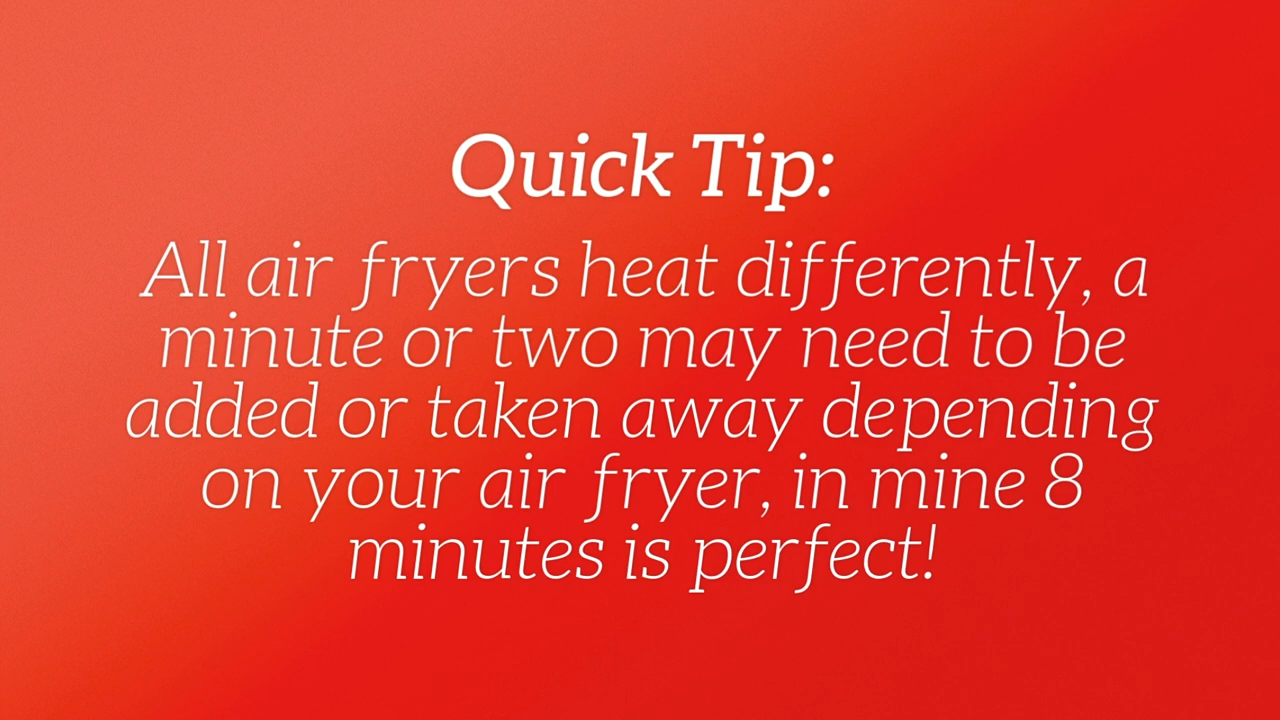 Quick Tip:
All air fryers heat differently, a
minute or two may need to be
added or taken away depending
on your air fryer, in mine 8
minutes is perfect!